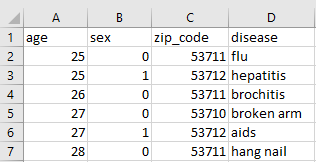 A B C D
1 age sex zip_code disease
2 25 0 53711 flu
3 25 1 53712 hepatitis
4 26 0 53711 brochitis
5 27 0 53710 broken arm
6 27 1 53712 aids
7 28 0 53711 hang nail